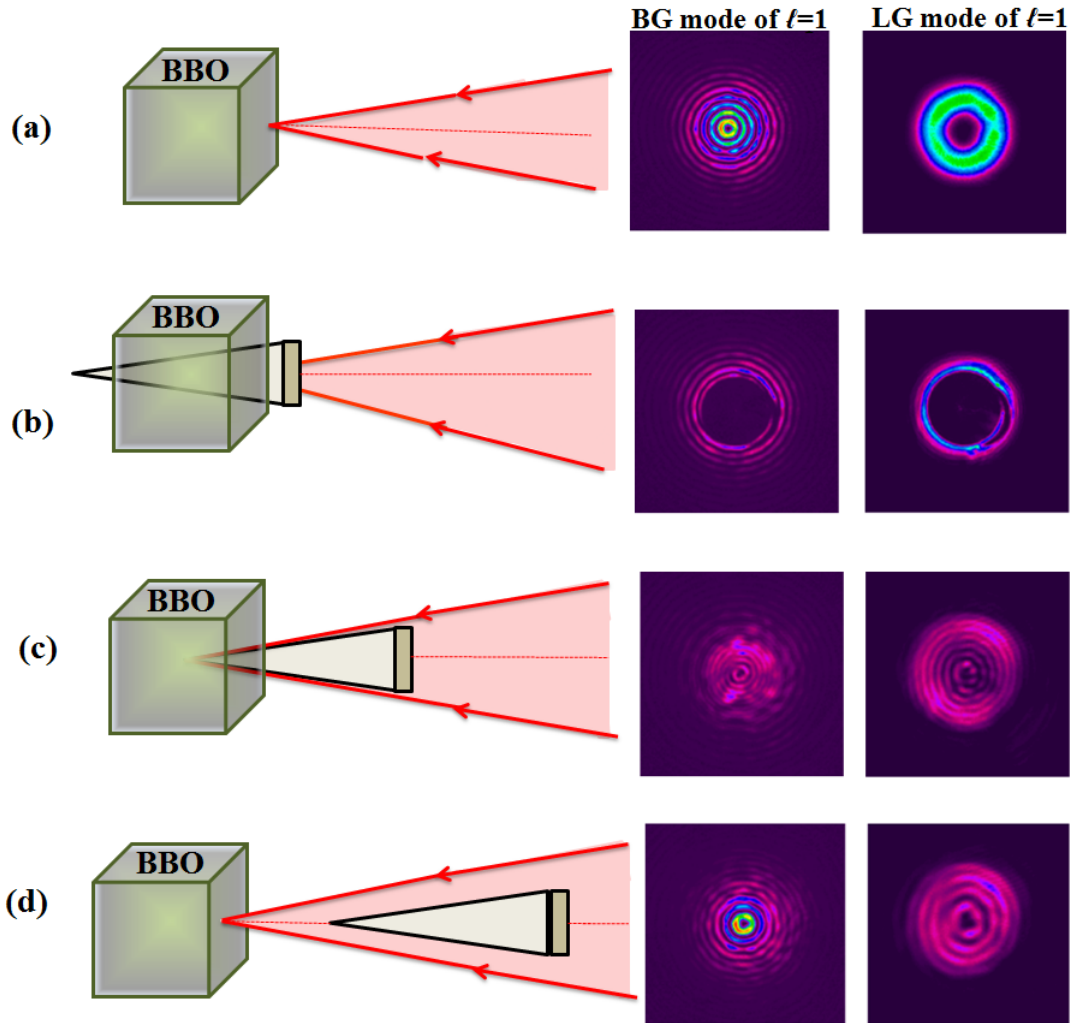 BG mode of ℓ=1 LG mode of ℓ=1
BBO
(a)
BBO
(b)
BBO
(c)
BBO
(d)